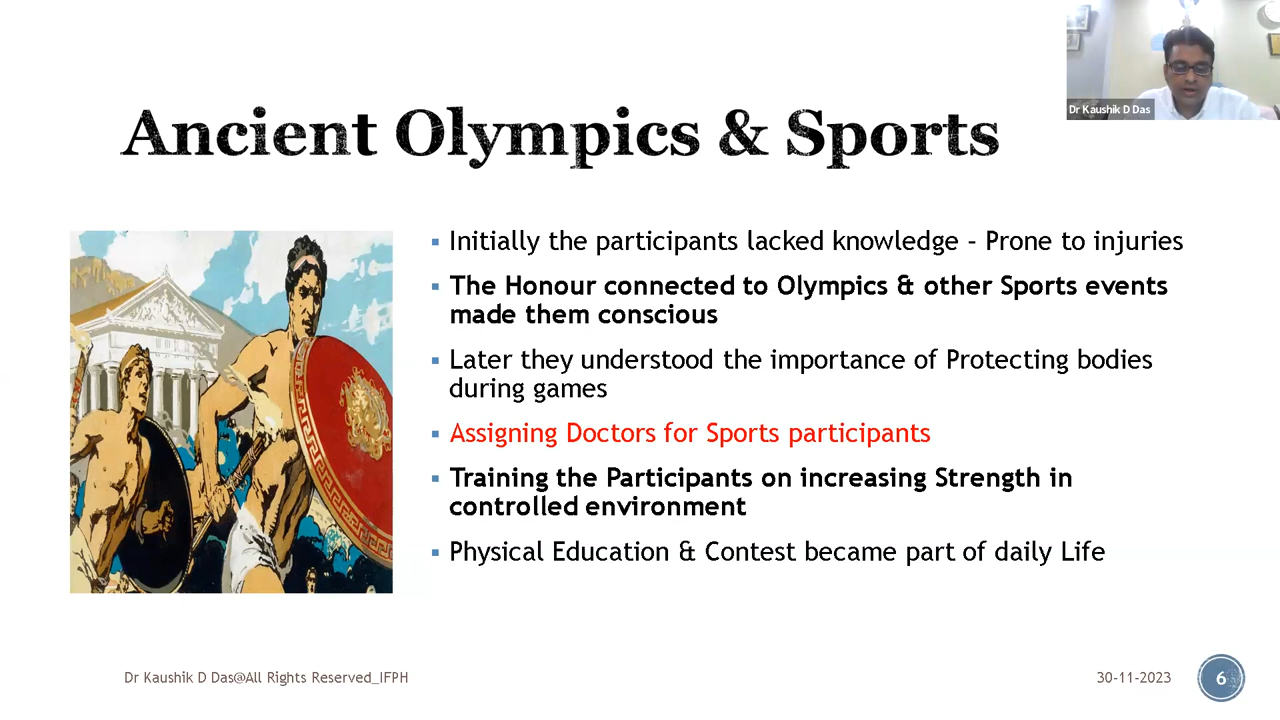 Dr Kaushik D Das
Ancient Olympics & Sports
Initially the participants lacked knowledge – Prone to injuries
The Honour connected to Olympics & other Sports events
made them conscious
Later they understood the importance of Protecting bodies
during games
Assigning Doctors for Sports participants
Training the Participants on increasing Strength in
controlled environment
Physical Education & Contest became part of daily Life
Dr Kaushik D Das@All Rights Reserved_IFPH
30-11-2023
6